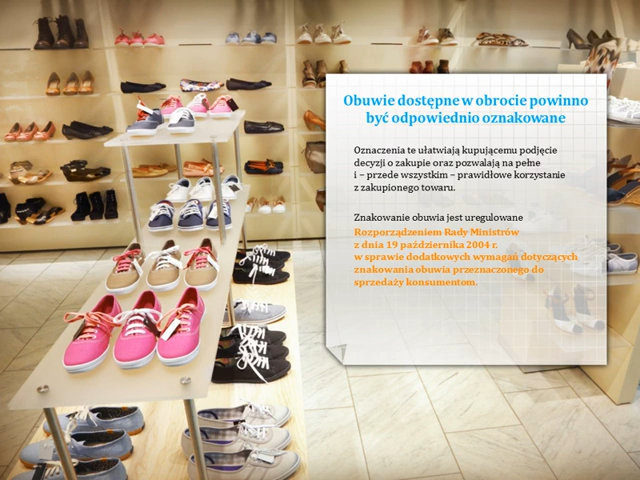 Obuwie dostępne w obrocie powinno
być odpowiednio oznakowane
Oznaczenia te ułatwiają kupującemu podjęcie
decyzji o zakupie oraz pozwalają na pełne
i – przede wszystkim – prawidłowe korzystanie
z zakupionego towaru.
Znakowanie obuwia jest uregulowane
Rozporządzeniem Rady Ministrów
z dnia 19 października 2004 r.
w sprawie dodatkowych wymagań dotyczących
znakowania obuwia przeznaczonego do
sprzedaży konsumentom.